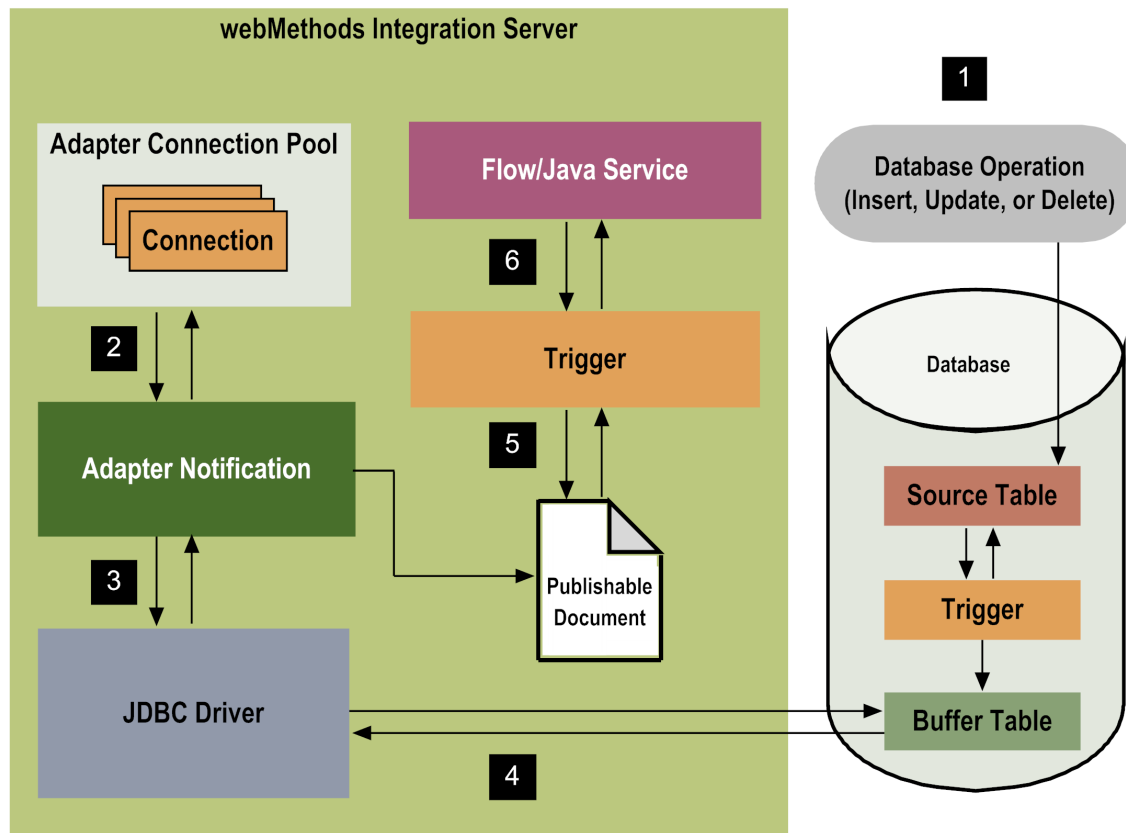 webMethods Integration Server
1
Adapter Connection Pool
Connection
Flow/Java Service
Database Operation
(Insert, Update, or Delete)
2
6
Trigger
Database
Adapter Notification
5
Source Table
3
Publishable
Document
Trigger
JDBC Driver
Buffer Table
4